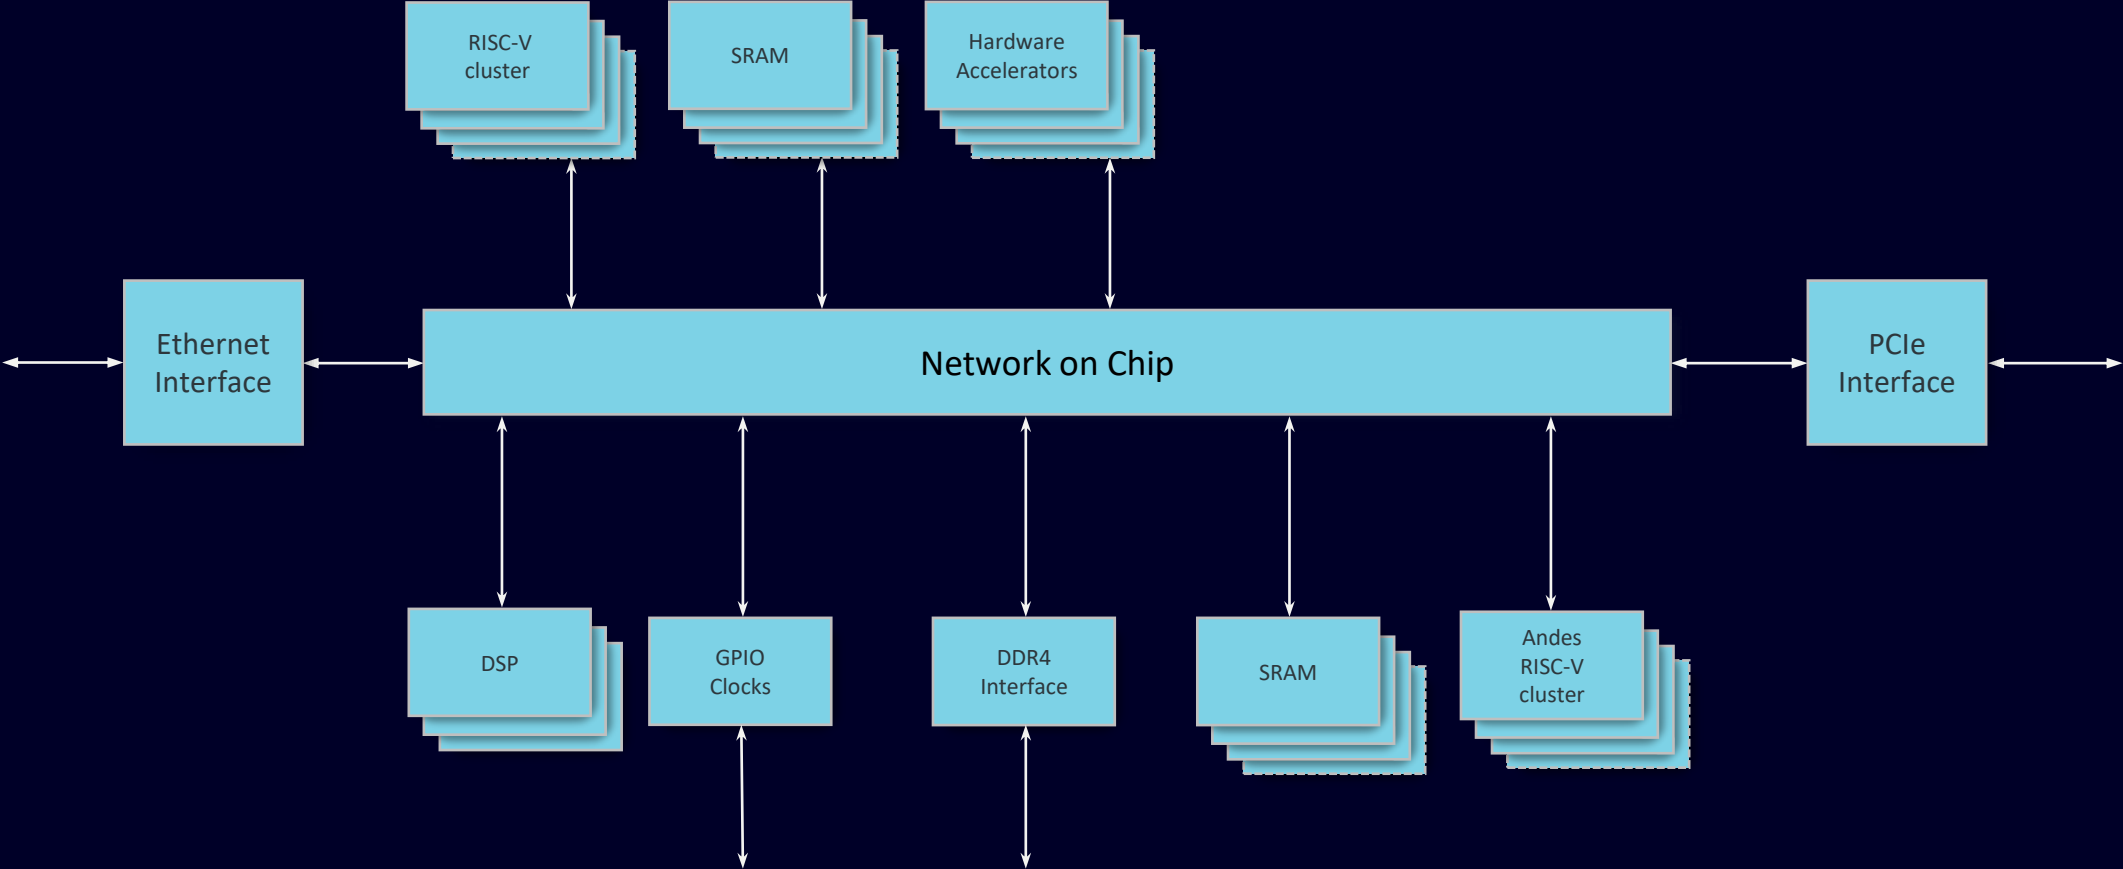 RISC-V
cluster
SRAM
Hardware
Accelerators
Ethernet
Interface
Network on Chip
PCIe
Interface
DSP
GPIO
Clocks
DDR4
Interface
SRAM
Andes
RISC-V
cluster